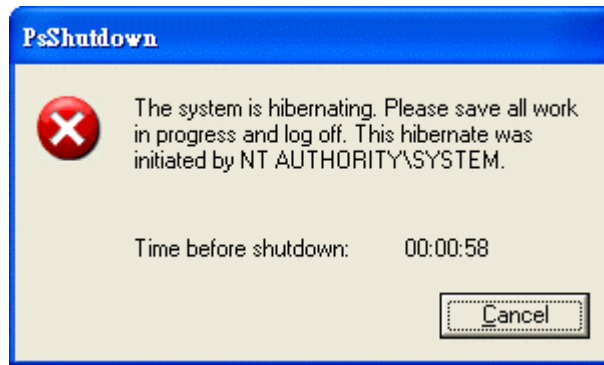 PsShutdown
The system is hibernating. Please save all work
in progress and log off. This hibernate was
initiated by NT AUTHORITY\SYSTEM.
Time before shutdown: 00:00:58
Cancel